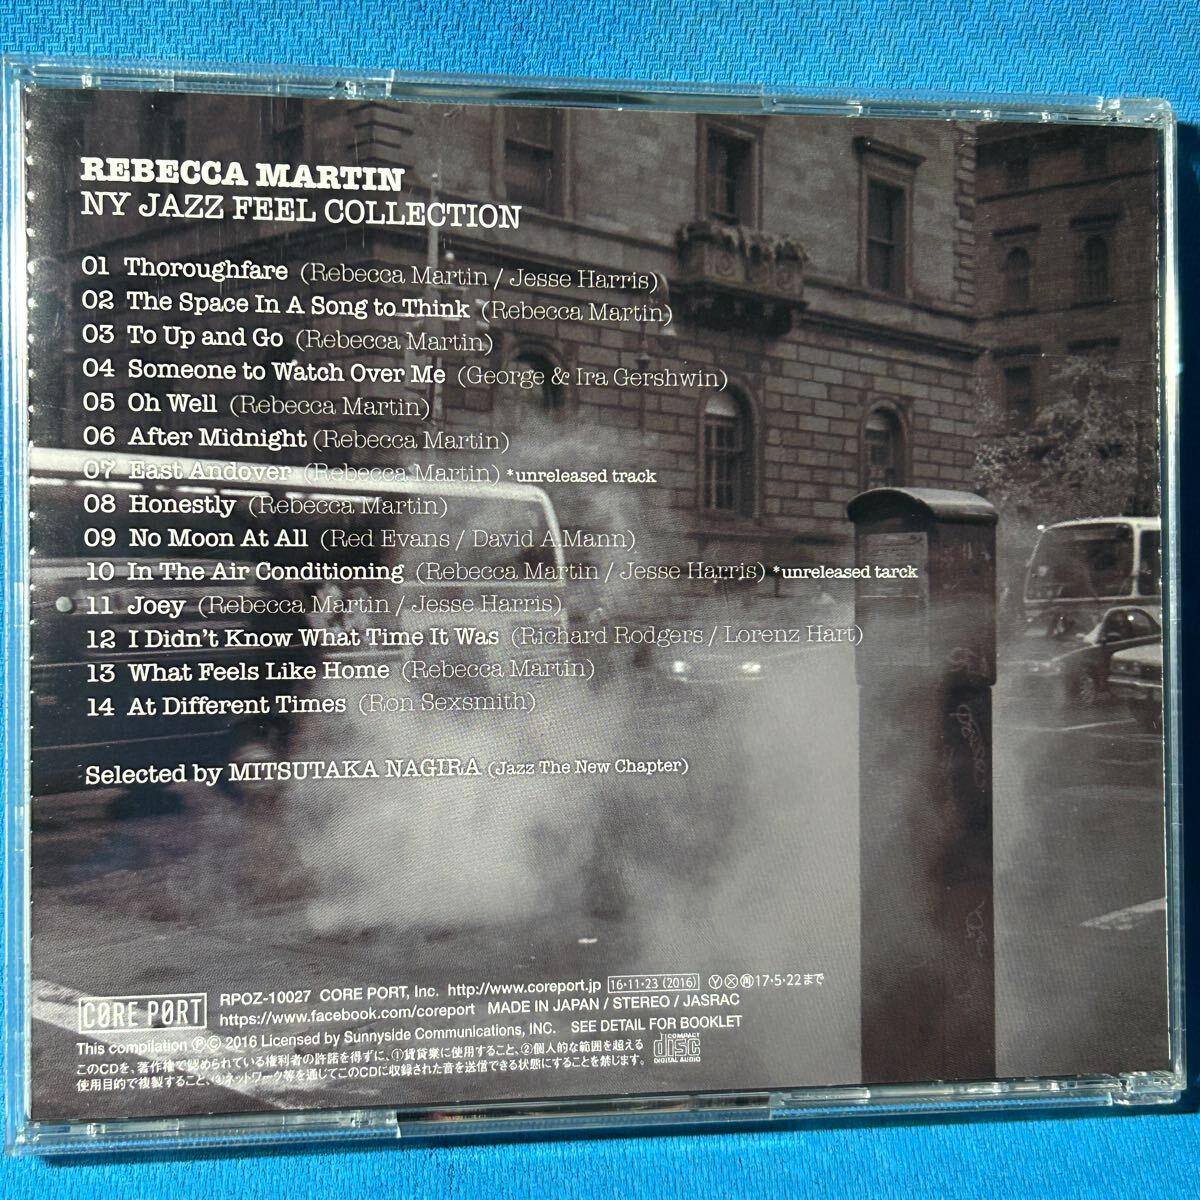 REBECCA MARTIN
NY JAZZ FEEL COLLECTION
01 Thoroughfare (Rebecca Martin / Jesse Harris)
02 The Space In A Song to Think (Rebecca Martin)
03 To Up and Go (Rebecca Martin)
04 Someone to Watch Over Me (George & Ira Gershwin)
05 Oh Well (Rebecca Martin)
06 After Midnight (Rebecca Martin)
07 East Andover (Rebecca Martin) *unreleased track
08 Honestly (Rebecca Martin)
09 No Moon At All (Red Evans / David A.Mann)
10 In The Air Conditioning (Rebecca Martin / Jesse Harris) *unreleased tarck
11 Joey (Rebecca Martin / Jesse Harris)
12 I Didn't Know What Time It Was (Richard Rodgers / Lorenz Hart)
13 What Feels Like Home (Rebecca Martin)
14 At Different Times (Ron Sexsmith)
Selected by MITSUTAKA NAGIRA (Jazz The New Chapter)
CORE PORT
RPOZ-10027 CORE PORT, Inc. http://www.coreport.jp 16・11・23 (2016) Ⓨ Ⓧ ㊞17・5・22まで
https://www.facebook.com/coreport MADE IN JAPAN / STEREO / JASRAC
This compilation Ⓟ© 2016 Licensed by Sunnyside Communications, INC. SEE DETAIL FOR BOOKLET
COMPACT disc DIGITAL AUDIO
このCDを、著作権で認められている権利者の許諾を得ずに、①賃貸業に使用すること、②個人的な範囲を超える
使用目的で複製すること、③ネットワーク等を通じてこのCDに収録された音を送信できる状態にすることを禁じます。